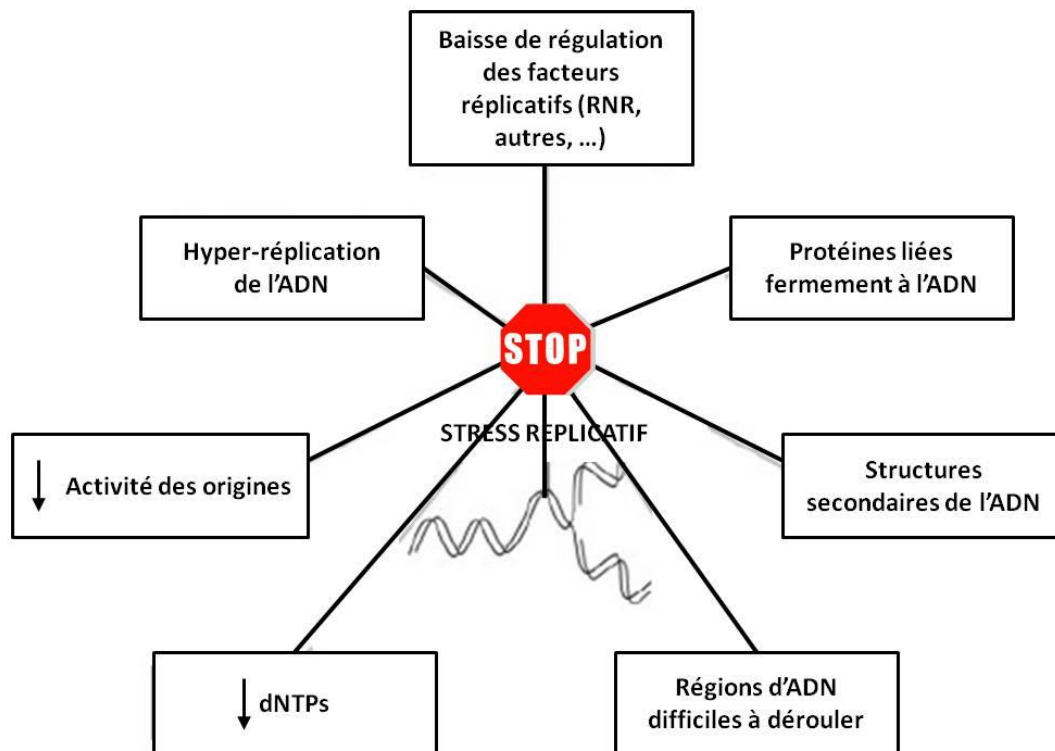 Baisse de régulation
des facteurs
réplicatifs (RNR,
autres, ...)
Hyper-réplication
de l'ADN
Protéines liées
fermement à l'ADN
STOP
STRESS REPLICATIF
↓ Activité des origines
Structures
secondaires de l'ADN
↓ dNTPs
Régions d'ADN
difficiles à dérouler